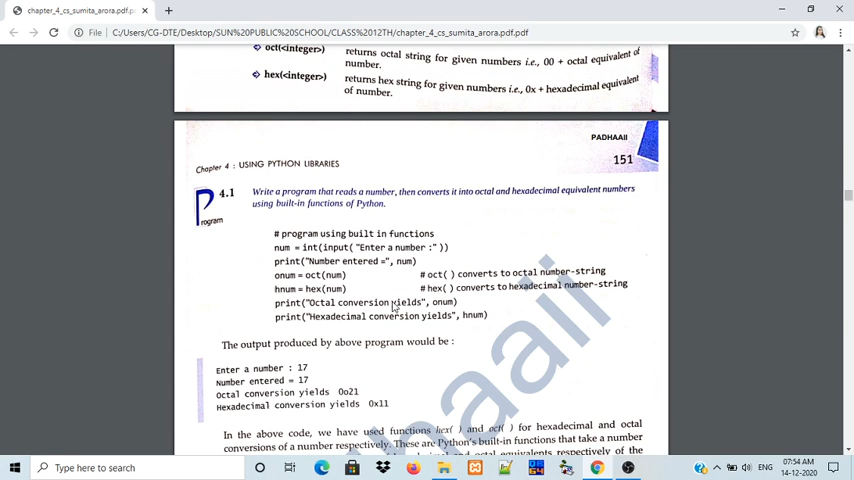 chapter_4_cs_sumita_arora.pdf.p
File
C:/Users/CG-DTE/Desktop/SUN%20PUBLIC%20SCHOOL/CLASS%2012TH/chapter_4_cs_sumita_arora.pdf.pdf
oct(<integer>) returns octal string for given numbers i.e., 00 + octal equivalent of
number.
hex(<integer>) returns hex string for given numbers i.e., 0x + hexadecimal equivalent
of number.
PADHAAII
Chapter 4 : USING PYTHON LIBRARIES 151
Program 4.1 Write a program that reads a number, then converts it into octal and hexadecimal equivalent numbers
using built-in functions of Python.
# program using built in functions
num = int(input( "Enter a number :" ))
print("Number entered =", num)
onum = oct(num) # oct( ) converts to octal number-string
hnum = hex(num) # hex( ) converts to hexadecimal number-string
print("Octal conversion yields", onum)
print("Hexadecimal conversion yields", hnum)
The output produced by above program would be :
Enter a number : 17
Number entered = 17
Octal conversion yields 0o21
Hexadecimal conversion yields 0x11
In the above code, we have used functions hex( ) and oct( ) for hexadecimal and octal
conversions of a number respectively. These are Python's built-in functions that take a number
equivalents respectively of the
Type here to search
ENG
07:54 AM
14-12-2020